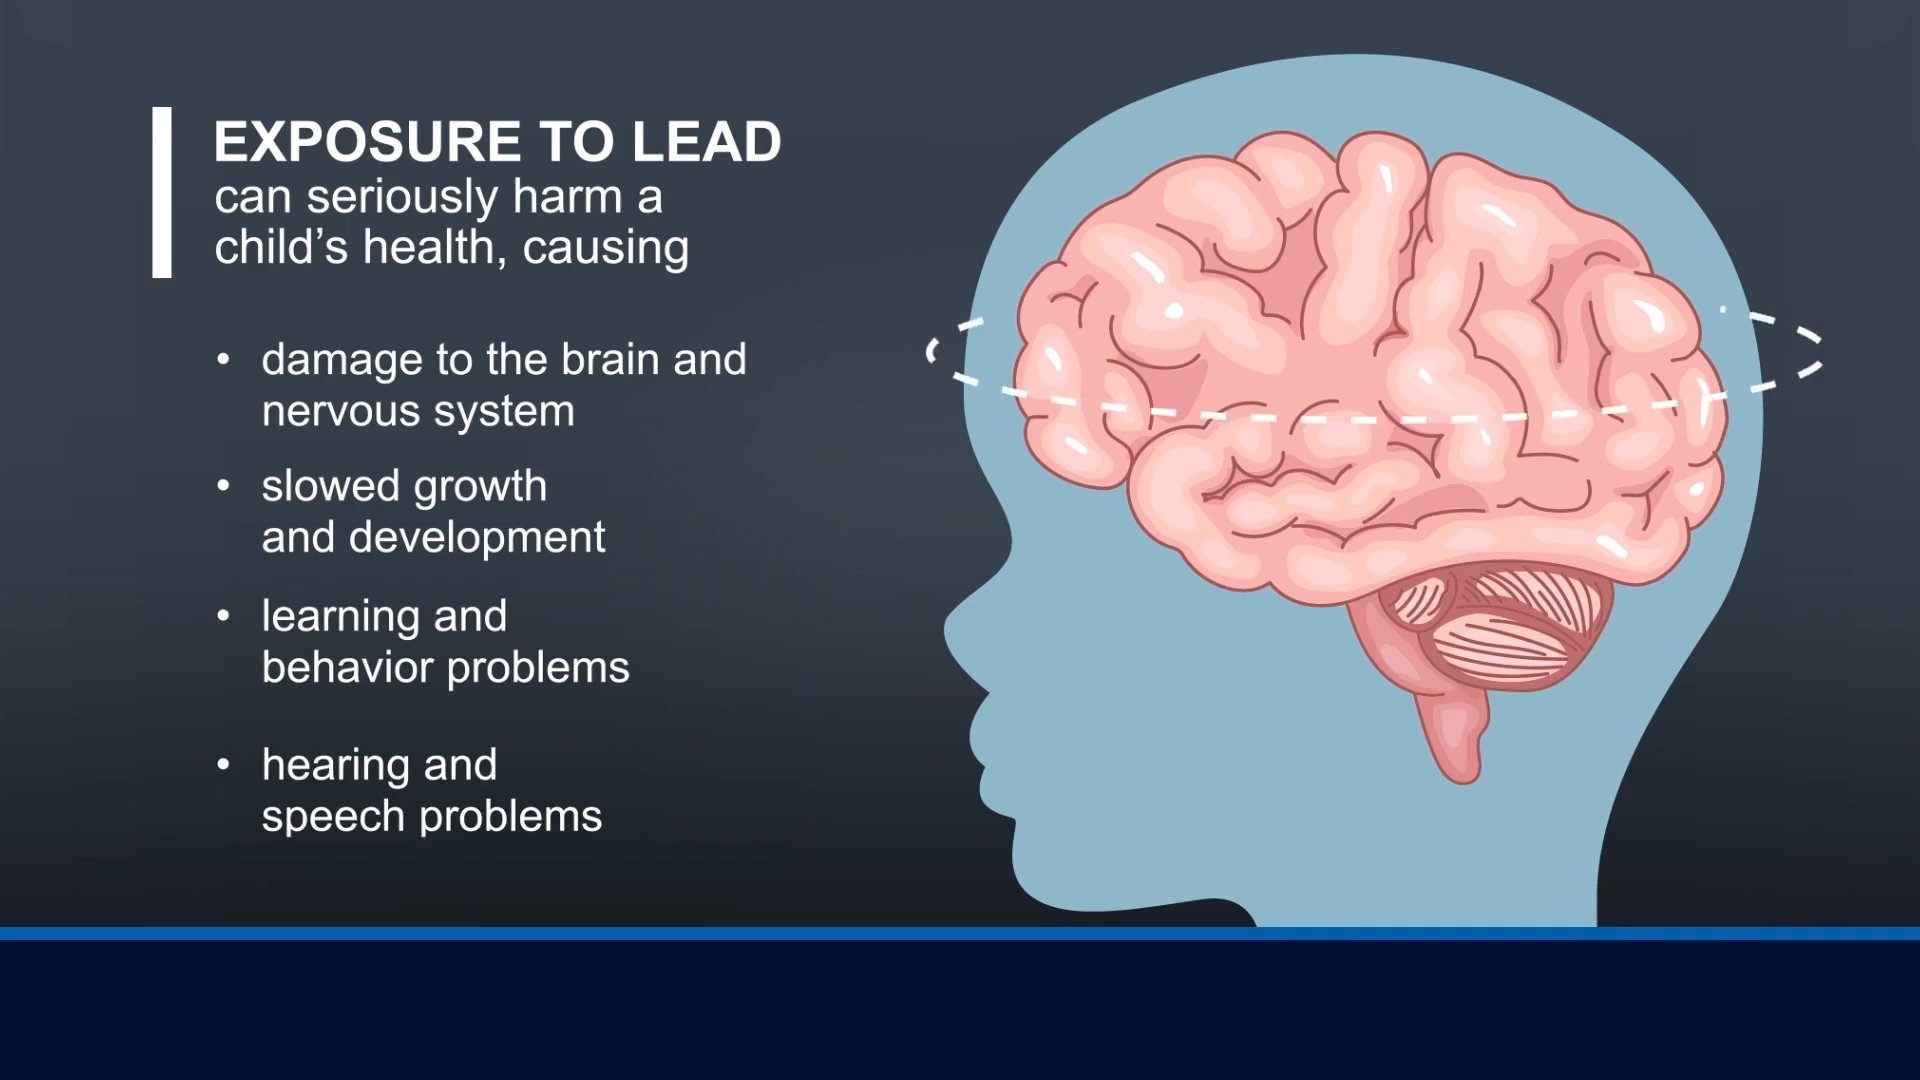 EXPOSURE TO LEAD
can seriously harm a
child’s health, causing
• damage to the brain and
nervous system
• slowed growth
and development
• learning and
behavior problems
• hearing and
speech problems